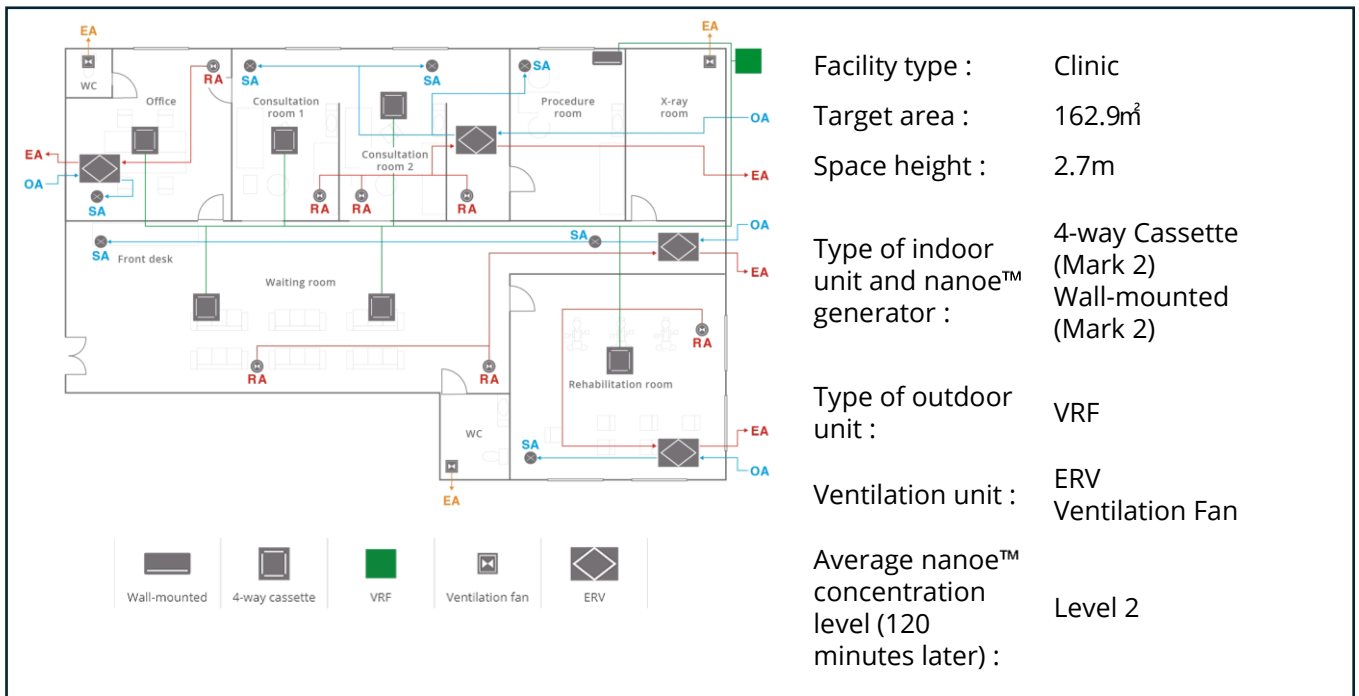 EA
EA
WC
Office
RA
SA
Consultation
room 1
SA
SA
Procedure
room
X-ray
room
OA
Consultation
room 2
EA
OA
SA
RA
RA
RA
EA
SA
Front desk
SA
OA
EA
Waiting room
RA
RA
RA
Rehabilitation room
WC
SA
EA
OA
EA
Wall-mounted
4-way cassette
VRF
Ventilation fan
ERV
Facility type :
Clinic
Target area :
162.9㎡
Space height :
2.7m
Type of indoor
unit and nanoe™
generator :
4-way Cassette
(Mark 2)
Wall-mounted
(Mark 2)
Type of outdoor
unit :
VRF
Ventilation unit :
ERV
Ventilation Fan
Average nanoe™
concentration
level (120
minutes later) :
Level 2